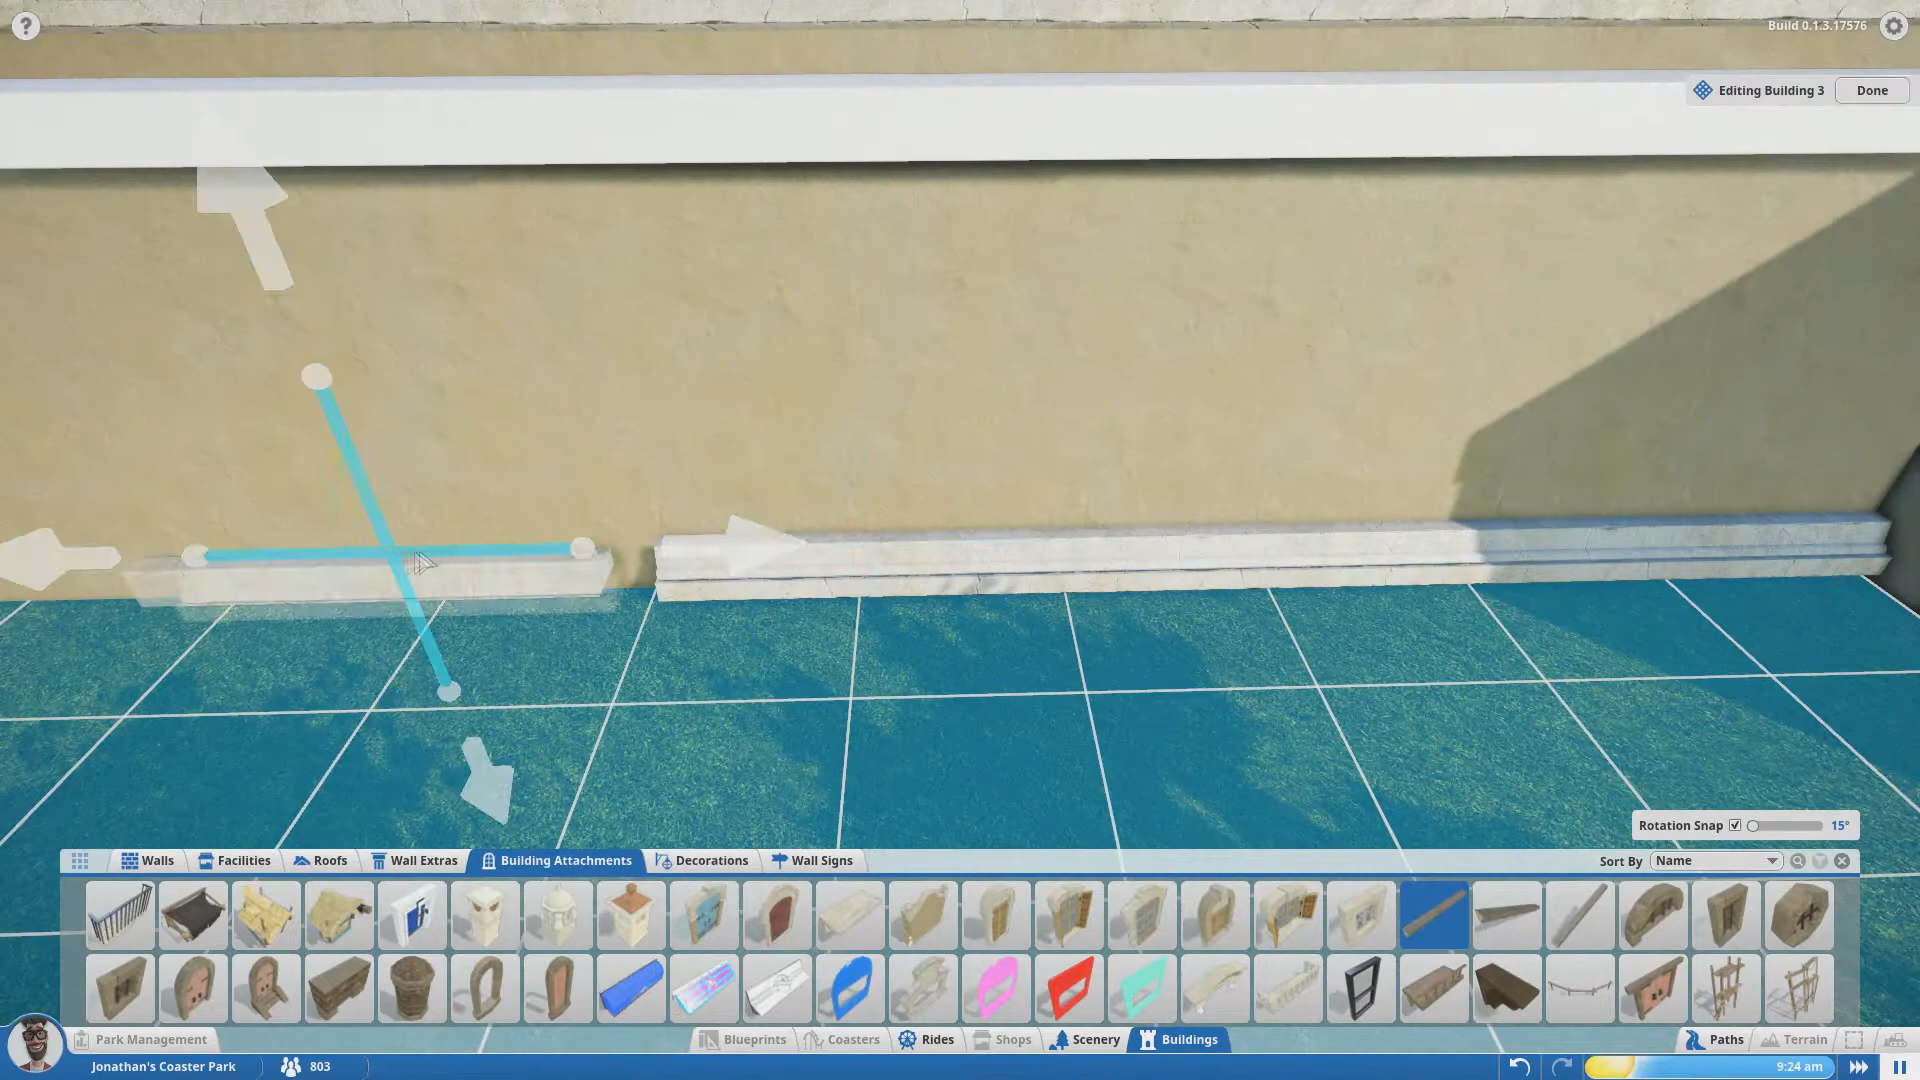 ?
Build 0.1.3.17576
Editing Building 3
Done
Rotation Snap
15°
Walls
Facilities
Roofs
Wall Extras
Building Attachments
Decorations
Wall Signs
Sort By
Name
Park Management
Blueprints
Coasters
Rides
Shops
Scenery
Buildings
Paths
Terrain
Jonathan's Coaster Park
803
9:24 am